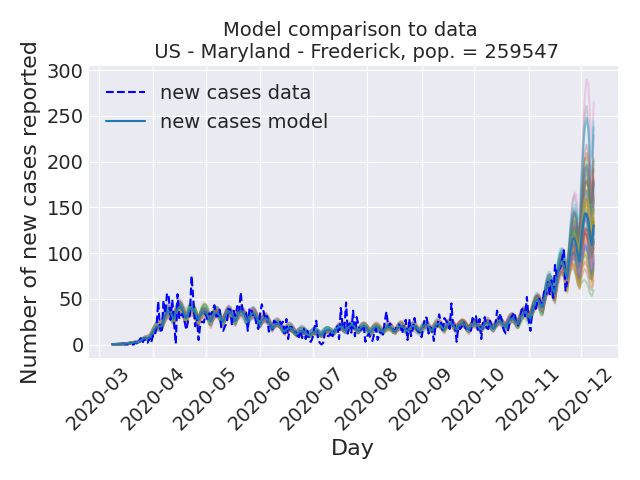 Model comparison to data
US - Maryland - Frederick, pop. = 259547
Number of new cases reported
300
250
200
150
100
50
0
new cases data
new cases model
2020-03
2020-04
2020-05
2020-06
2020-07
2020-08
2020-09
2020-10
2020-11
2020-12
Day